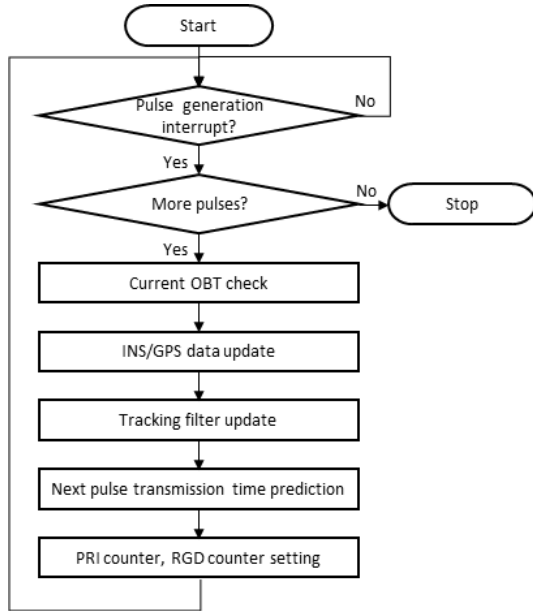 Start
Pulse generation
interrupt?
No
Yes
More pulses?
No
Stop
Yes
Current OBT check
INS/GPS data update
Tracking filter update
Next pulse transmission time prediction
PRI counter, RGD counter setting